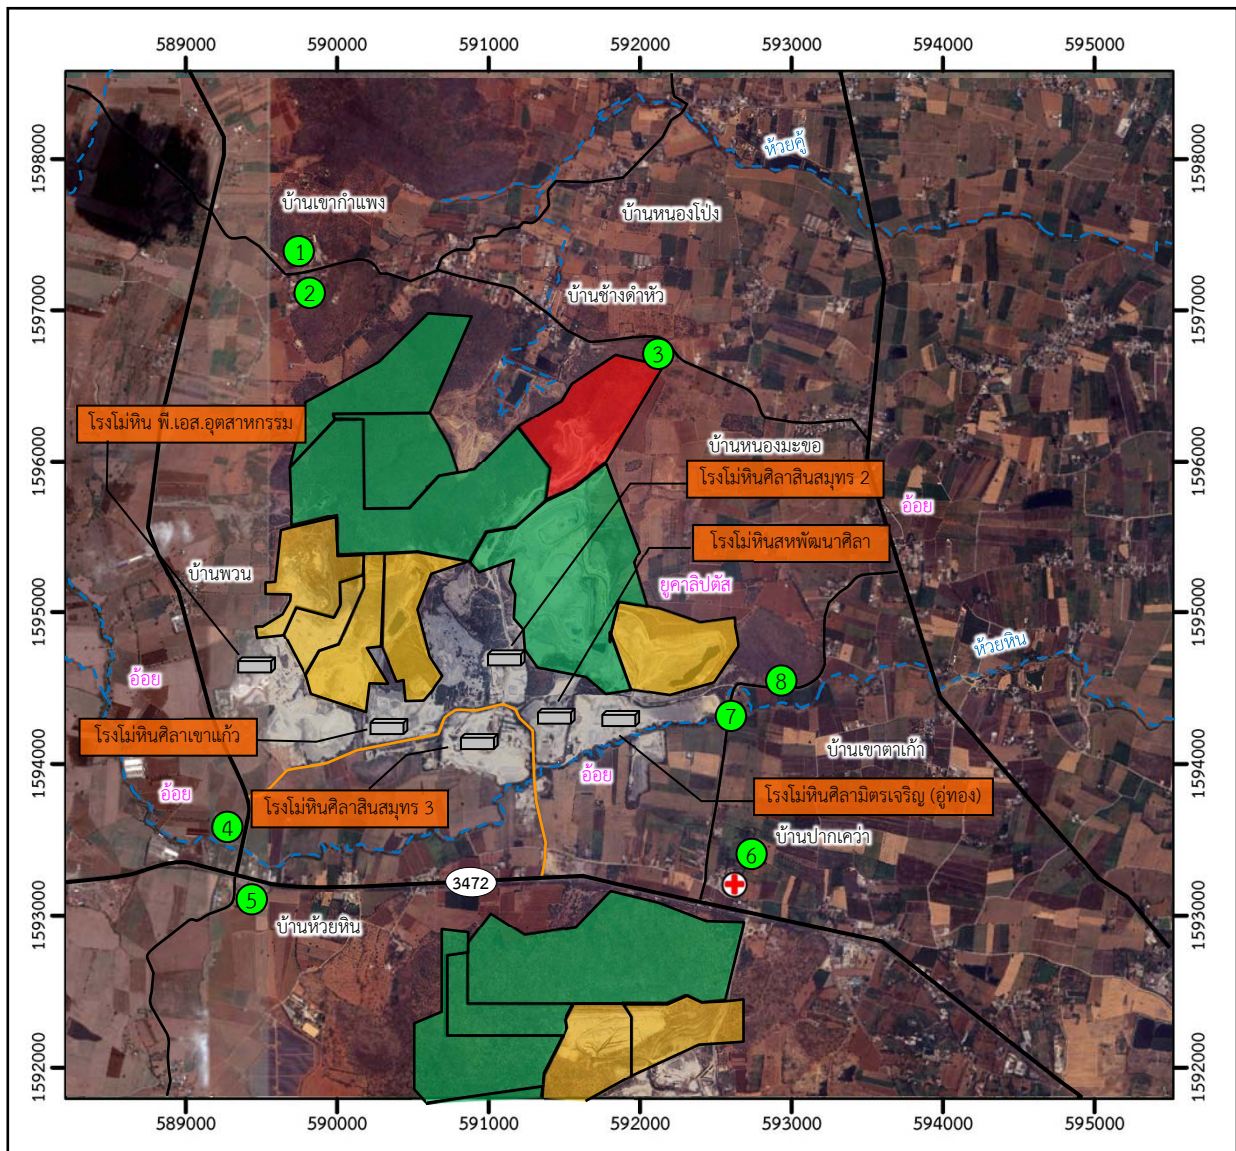 589000 590000 591000 592000 593000 594000 595000
1598000
1598000
ห้วยคู้
บ้านเขากำแพง
บ้านหนองโป่ง
1
2
บ้านช้างดำหัว
1597000
1597000
3
โรงโม่หิน พี.เอส.อุตสาหกรรม
บ้านหนองมะขอ
1596000
1596000
โรงโม่หินศิลาสินสมุทร 2
อ้อย
โรงโม่หินสหพัฒนาศิลา
บ้านพวน
ยูคาลิปตัส
1595000
1595000
ห้วยหิน
อ้อย
8
7
โรงโม่หินศิลาเขาแก้ว
บ้านเขาตาเก้า
1594000
1594000
อ้อย
อ้อย
โรงโม่หินศิลาสินสมุทร 3
โรงโม่หินศิลามิตรเจริญ (อู่ทอง)
4
บ้านปากเคว่า
6
3472
5
1593000
1593000
บ้านห้วยหิน
1592000
1592000
589000 590000 591000 592000 593000 594000 595000